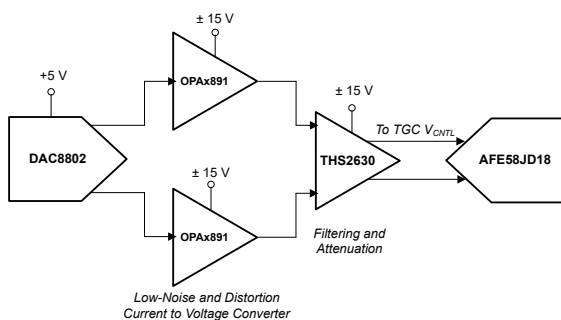 ± 15 V
OPAx891
+5 V
DAC8802
± 15 V
To TGC VCNTL
THS2630
AFE58JD18
± 15 V
OPAx891
Filtering and
Attenuation
Low-Noise and Distortion
Current to Voltage Converter